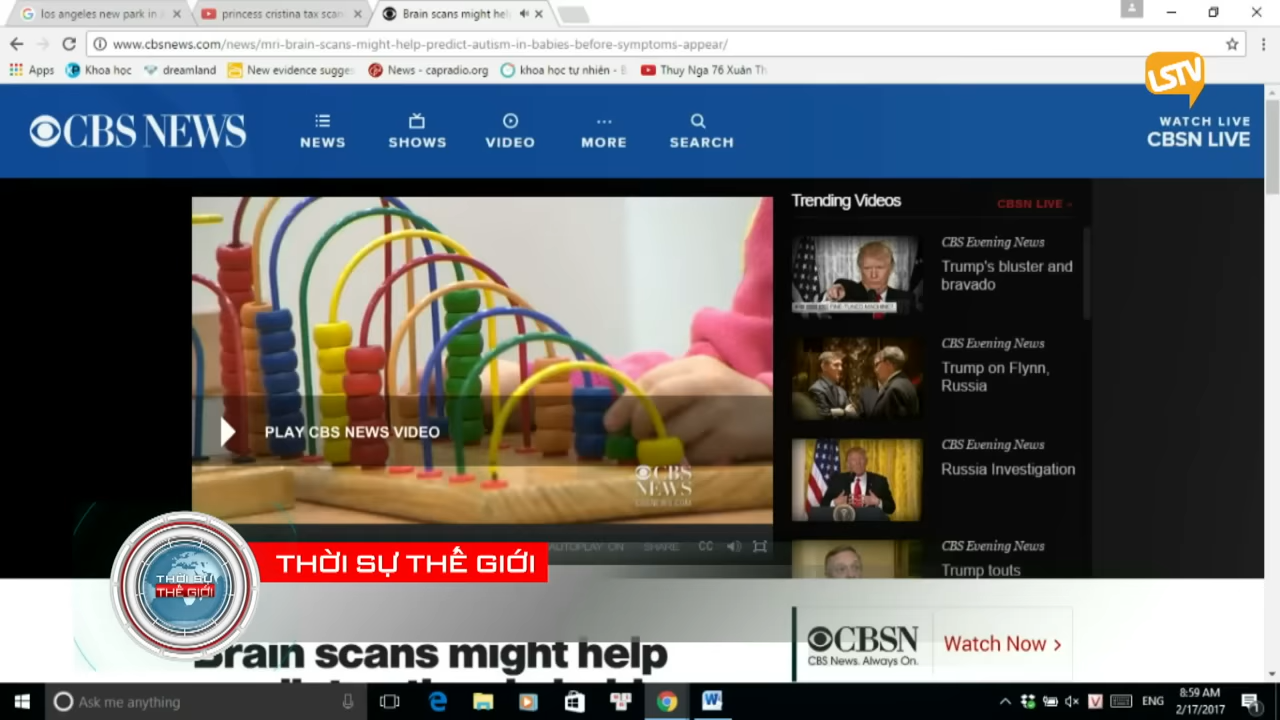 los angeles new park in
princess cristina tax scan
Brain scans might hel
www.cbsnews.com/news/mri-brain-scans-might-help-predict-autism-in-babies-before-symptoms-appear/
Apps
Khoa học
dreamland
New evidence sugges
News - capradio.org
khoa học tự nhiên -
Thuy Nga 76 Xuân Th
LSTV
CBS NEWS
NEWS
SHOWS
VIDEO
MORE
SEARCH
WATCH LIVE
CBSN LIVE
Trending Videos
CBSN LIVE »
CBS Evening News
Trump's bluster and
bravado
CBS Evening News
Trump on Flynn,
Russia
CBS Evening News
Russia Investigation
CBS Evening News
Trump touts
PLAY CBS NEWS VIDEO
CBS
NEWS
CBSNEWS.COM
AUTOPLAY ON
SHARE
CC
THỜI SỰ THẾ GIỚI
THỜI SỰ
THẾ GIỚI
Brain scans might help
CBSN
CBS News. Always On.
Watch Now >
Ask me anything
ENG
8:59 AM
2/17/2017